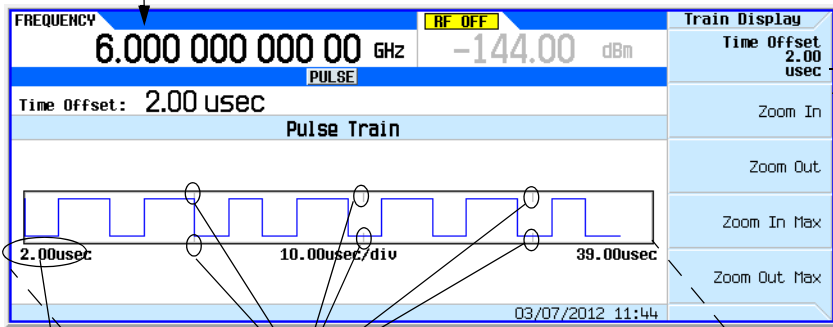 FREQUENCY
6.000 000 000 00 GHz
RF OFF
-144.00 dBm
PULSE
Time Offset: 2.00 usec
Pulse Train
2.00usec
10.00usec/div
39.00usec
03/07/2012 11:44
Train Display
Time Offset
2.00
usec
Zoom In
Zoom Out
Zoom In Max
Zoom Out Max